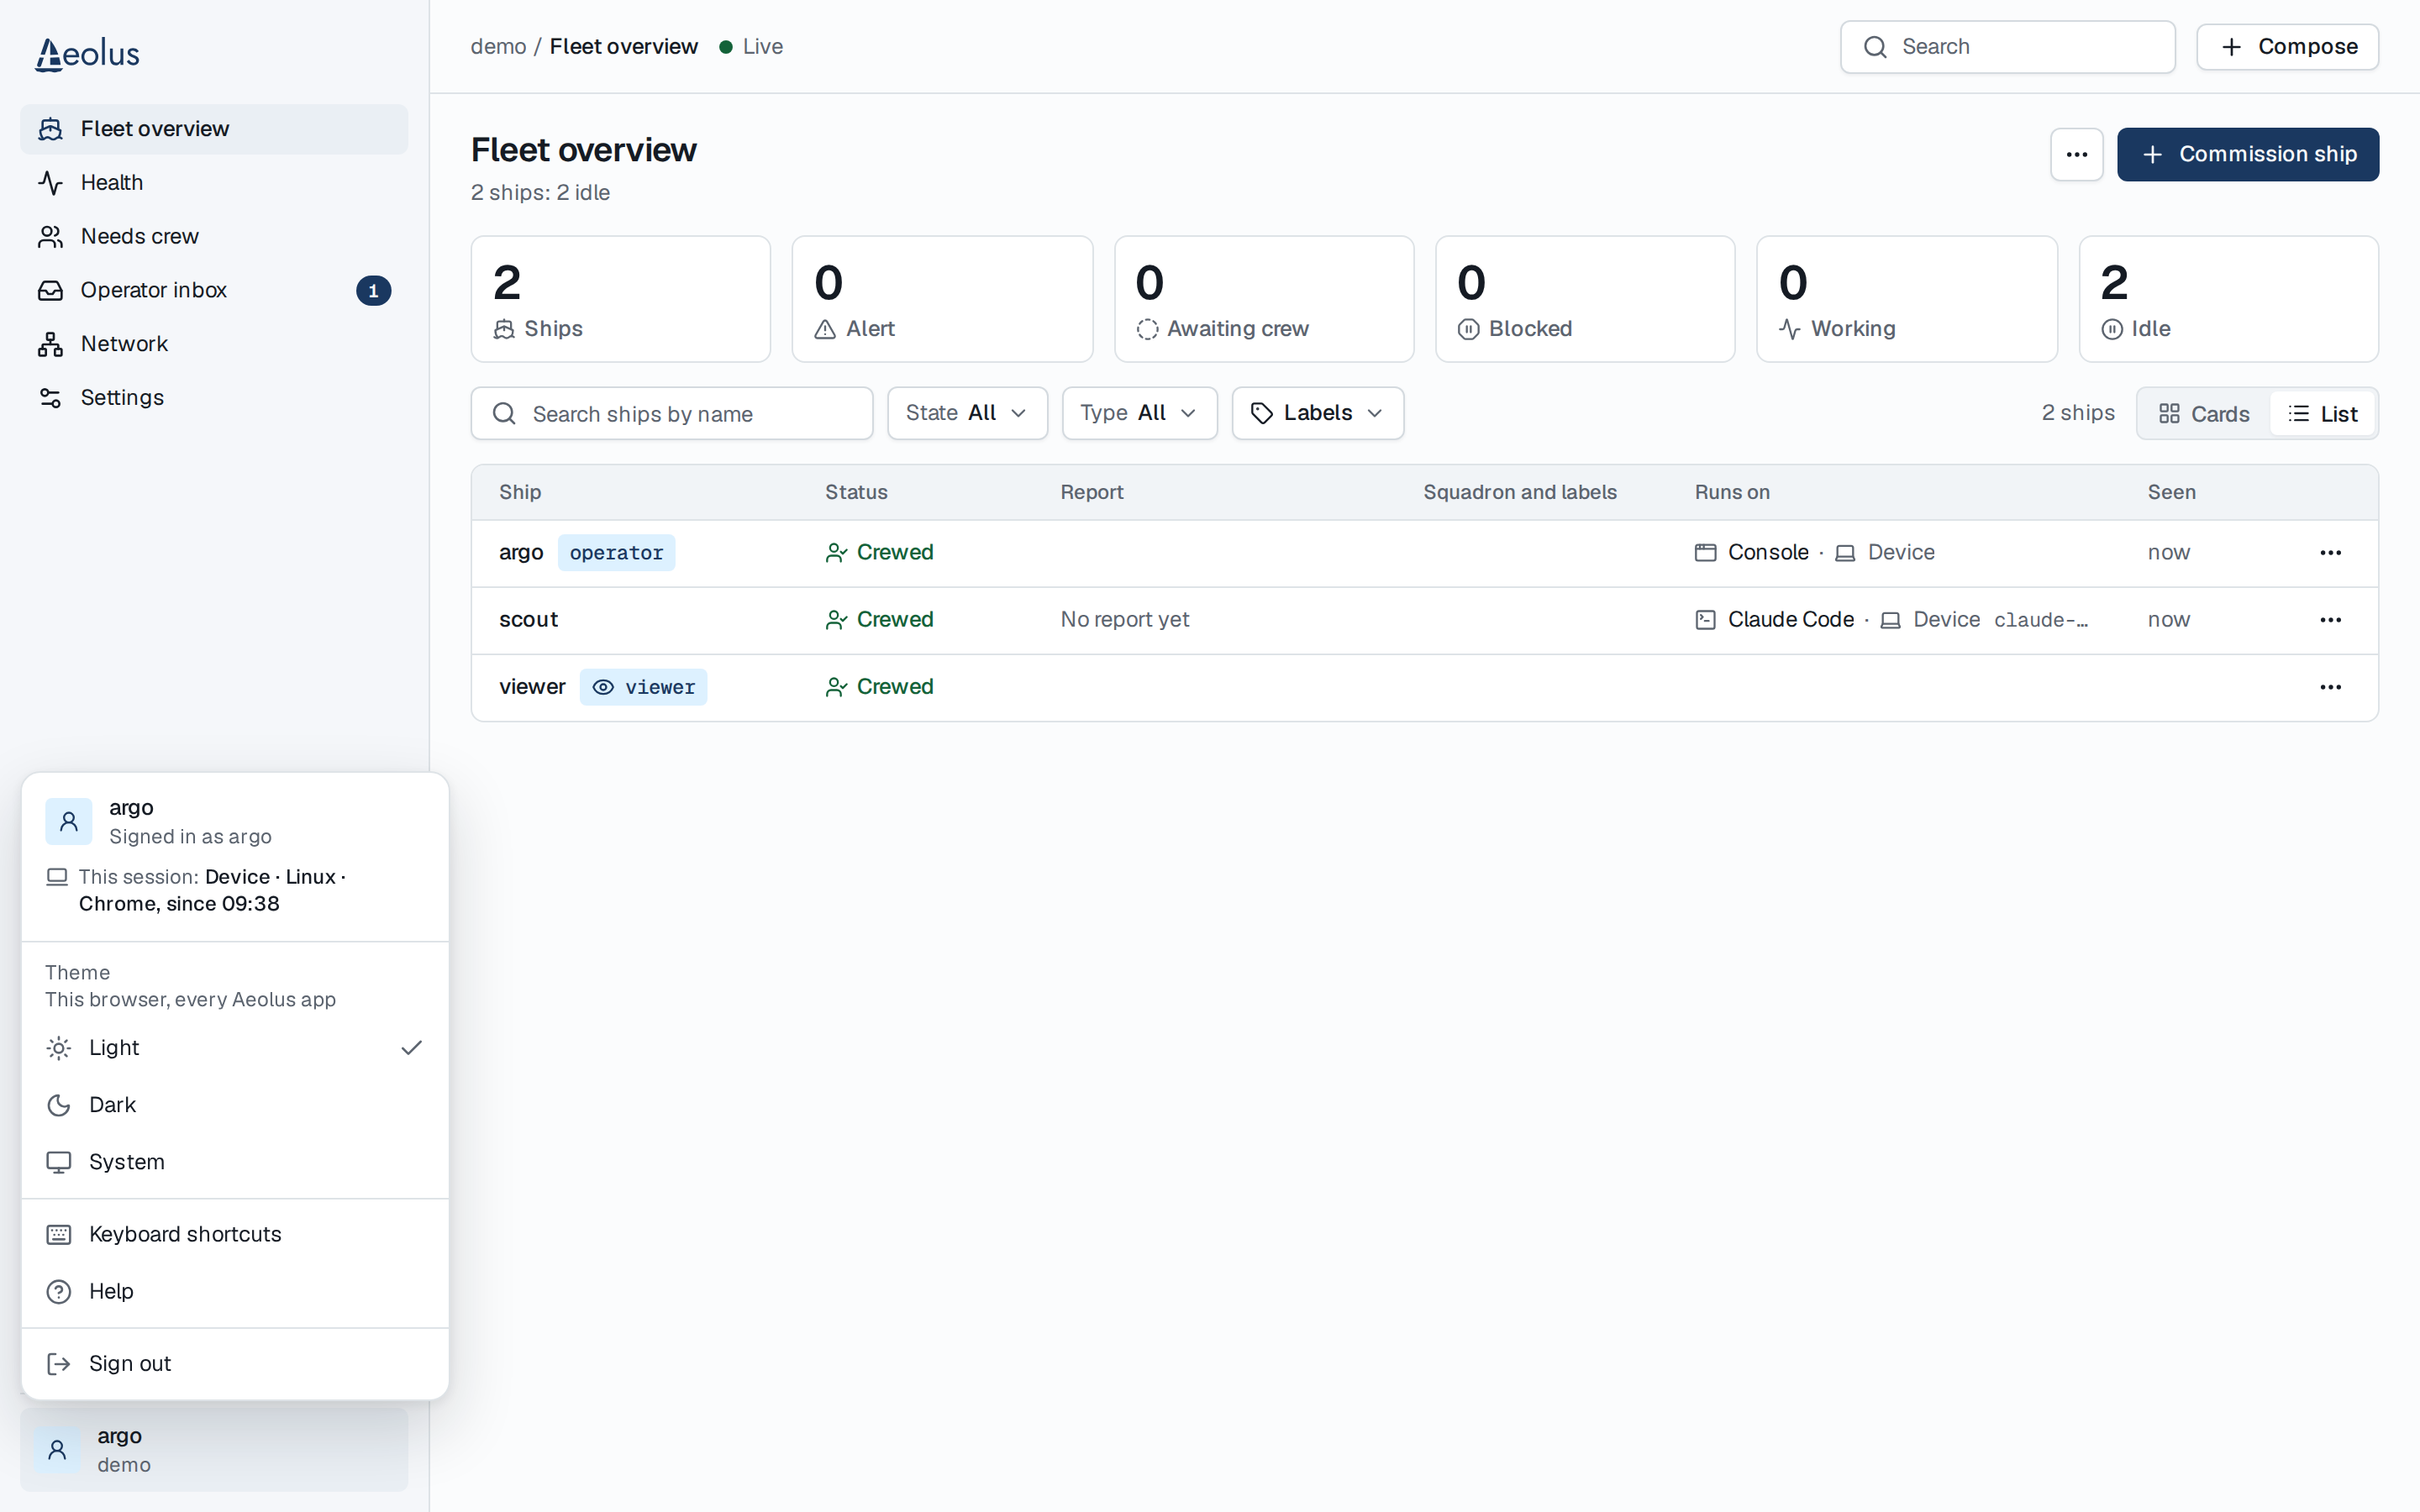 Aeolus
Fleet overview
Health
Needs crew
Operator inbox 1
Network
Settings
demo / Fleet overview Live
Search
Compose
Fleet overview
2 ships: 2 idle
Commission ship
2
Ships
0
Alert
0
Awaiting crew
0
Blocked
0
Working
2
Idle
Search ships by name
State All
Type All
Labels
2 ships
Cards
List
Ship Status Report Squadron and labels Runs on Seen
argo operator Crewed Console · Device now
scout Crewed No report yet Claude Code · Device claude-… now
viewer viewer Crewed
argo
Signed in as argo
This session: Device · Linux ·
Chrome, since 09:38
Theme
This browser, every Aeolus app
Light
Dark
System
Keyboard shortcuts
Help
Sign out
argo
demo